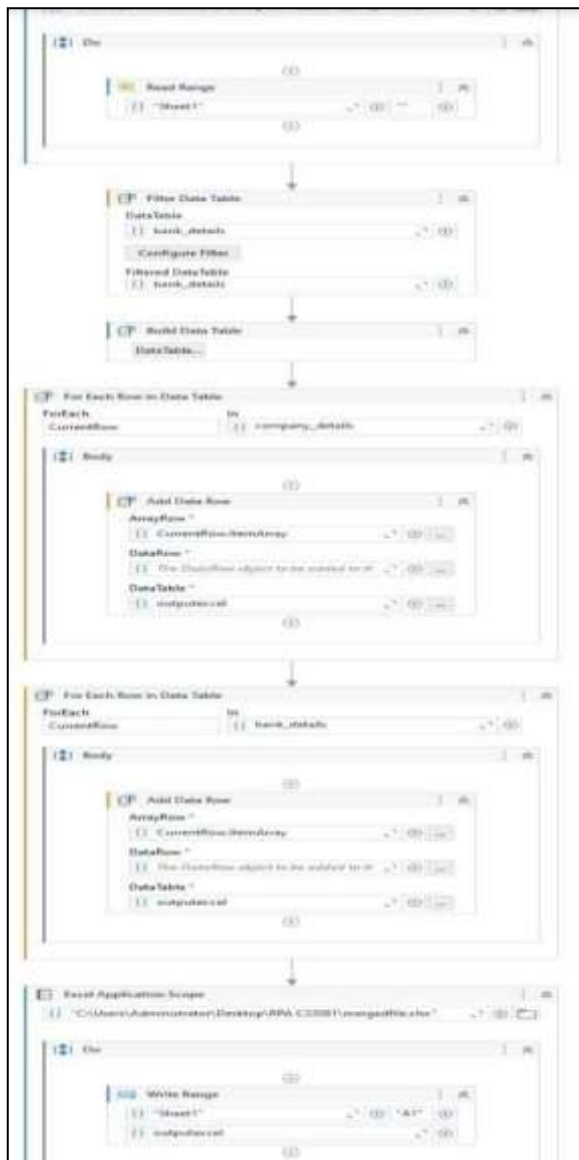 Do
Read Range
"Sheet1" ""
Filter Data Table
DataTable
bank_details
Configure Filter
Filtered DataTable
bank_details
Build Data Table
DataTable...
For Each Row in Data Table
ForEach In
CurrentRow company_details
Body
Add Data Row
ArrayRow *
CurrentRow.ItemArray
DataRow *
The DataRow object to be added to
DataTable *
outputexcel
For Each Row in Data Table
ForEach In
CurrentRow bank_details
Body
Add Data Row
ArrayRow *
CurrentRow.ItemArray
DataRow *
The DataRow object to be added to
DataTable *
outputexcel
Excel Application Scope
"C:\Users\Administrator\Desktop\RPA \mergedfile.xlsx"
Do
Write Range
"Sheet1" "A1"
outputexcel